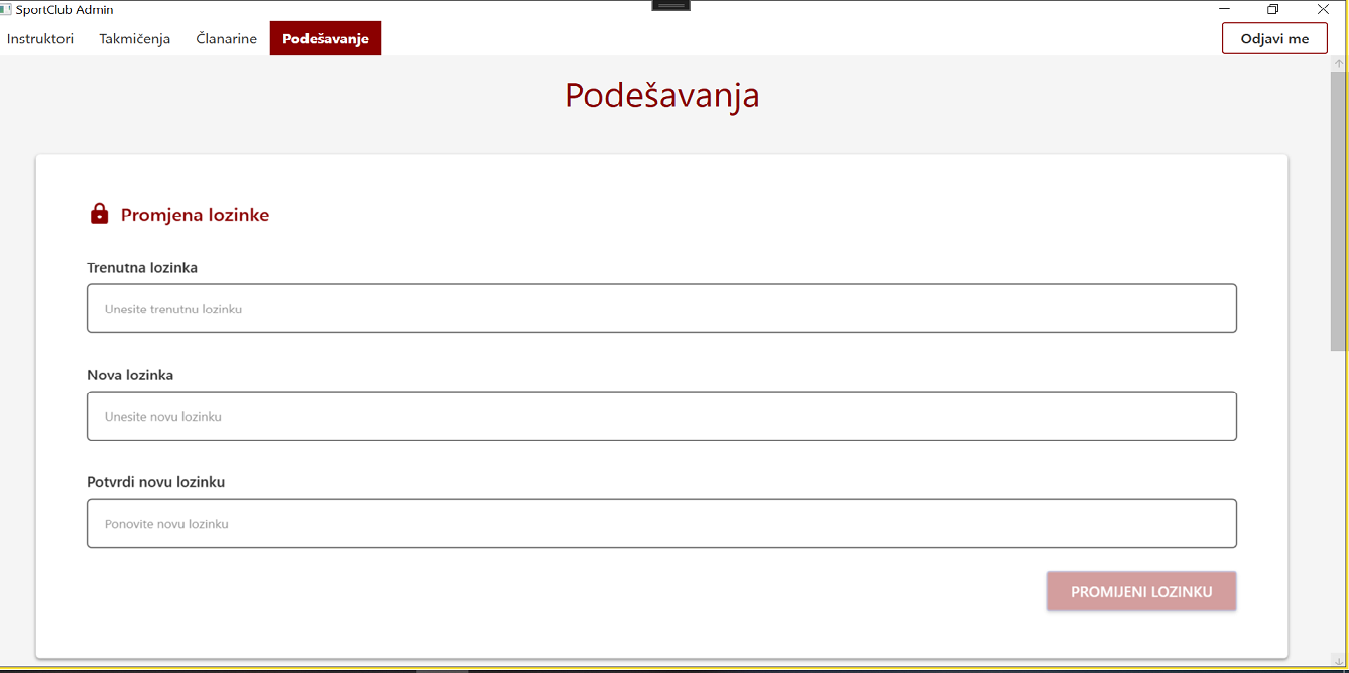 SportClub Admin
Instruktori Takmičenja Članarine Podešavanje Odjavi me
Podešavanja
Promjena lozinke
Trenutna lozinka
Unesite trenutnu lozinku
Nova lozinka
Unesite novu lozinku
Potvrdi novu lozinku
Ponovite novu lozinku
PROMIJENI LOZINKU